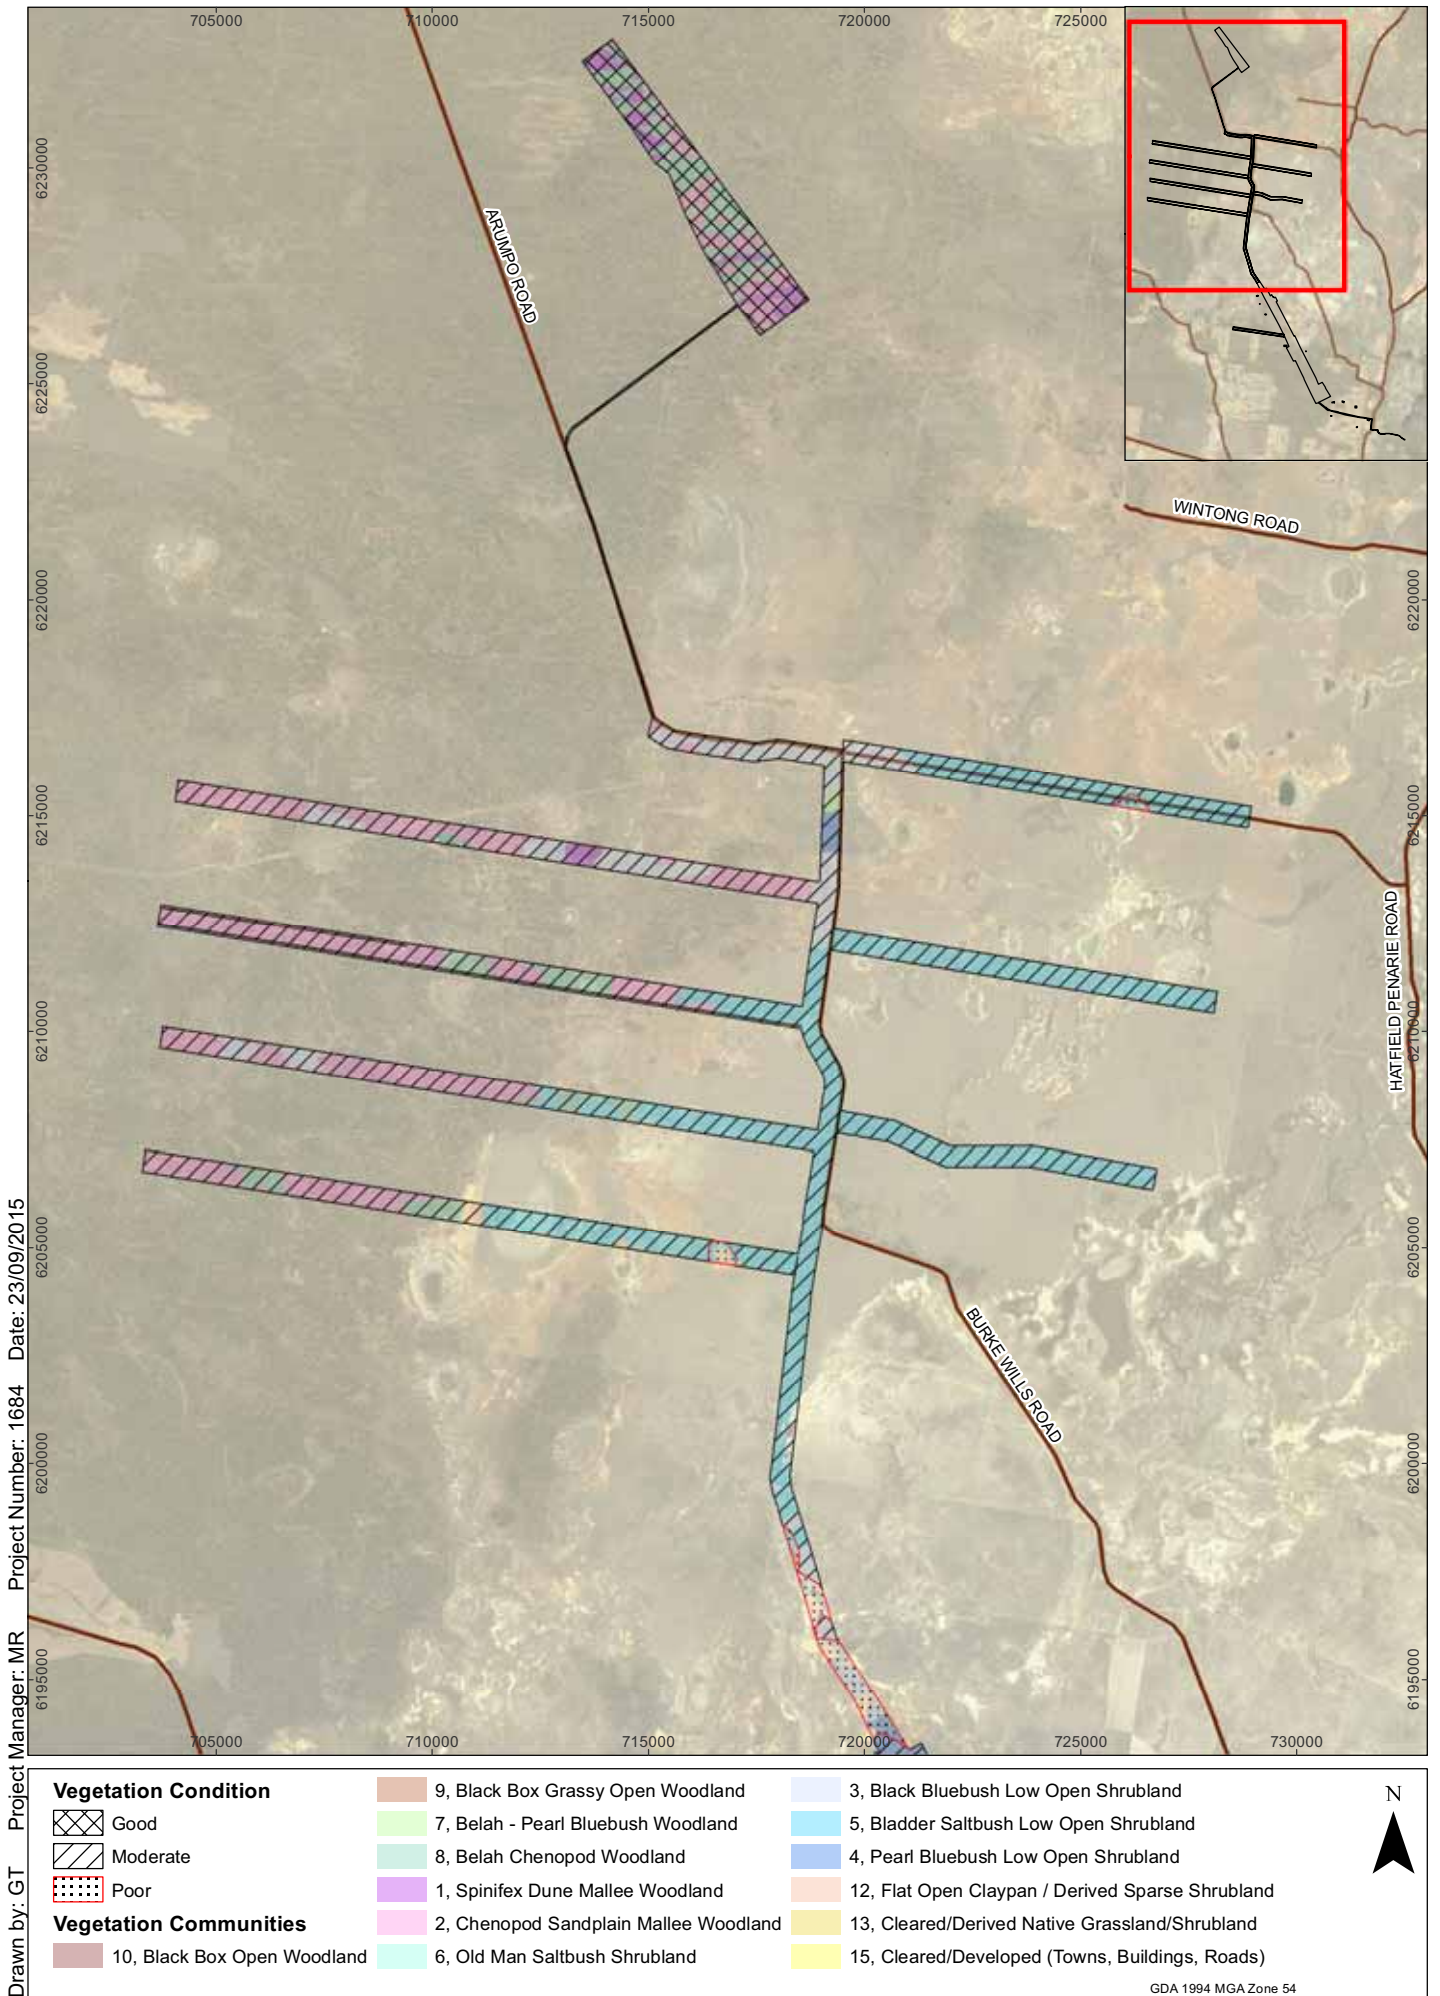 705000
710000
715000
720000
725000
6230000
6225000
6220000
6215000
6210000
6205000
6200000
6195000
ARUMPO ROAD
WINTONG ROAD
6220000
6215000
HATFIELD PENARIE ROAD
6210000
6205000
BURKE WILLS ROAD
6200000
6195000
705000
710000
715000
720000
725000
730000
Drawn by: GT Project Manager: MR Project Number: 1684 Date: 23/09/2015
Vegetation Condition
Good
Moderate
Poor
Vegetation Communities
10, Black Box Open Woodland
9, Black Box Grassy Open Woodland
7, Belah - Pearl Bluebush Woodland
8, Belah Chenopod Woodland
1, Spinifex Dune Mallee Woodland
2, Chenopod Sandplain Mallee Woodland
6, Old Man Saltbush Shrubland
3, Black Bluebush Low Open Shrubland
5, Bladder Saltbush Low Open Shrubland
4, Pearl Bluebush Low Open Shrubland
12, Flat Open Claypan / Derived Sparse Shrubland
13, Cleared/Derived Native Grassland/Shrubland
15, Cleared/Developed (Towns, Buildings, Roads)
N
GDA 1994 MGA Zone 54